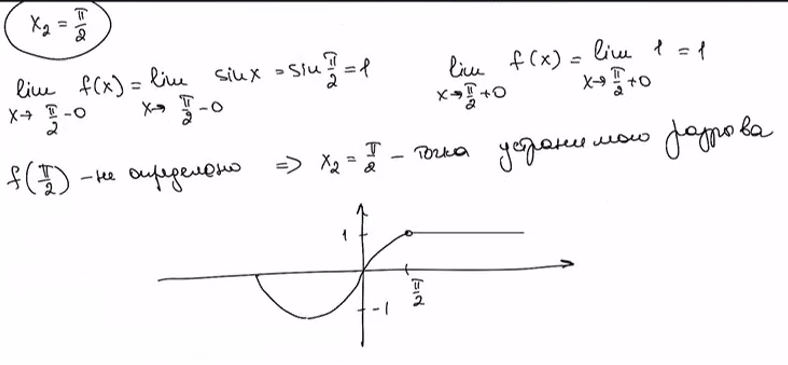 x₂ = π/2
lim x→π/2-0 f(x) = lim x→π/2-0 sin x = sin π/2 = 1 lim x→π/2+0 f(x) = lim x→π/2+0 1 = 1
f(π/2) - не определено => x₂ = π/2 - точка устранимого разрыва
1
π/2
-1